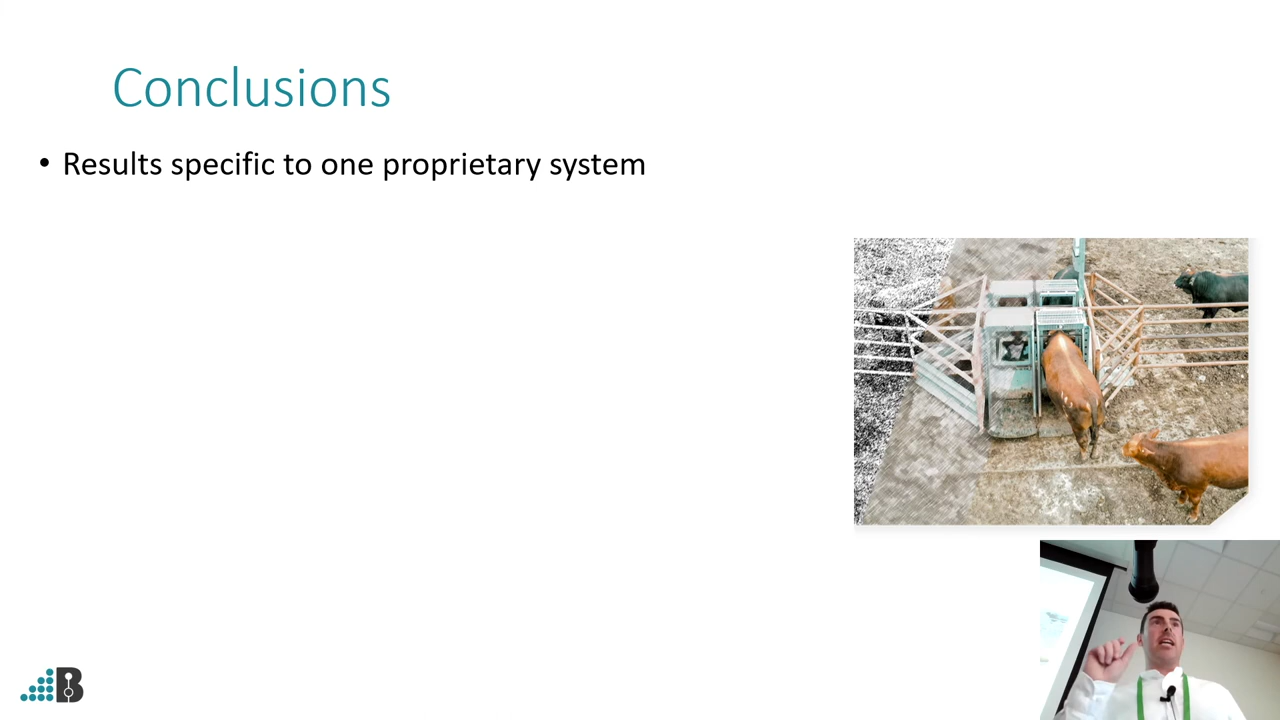 Conclusions
• Results specific to one proprietary system
B